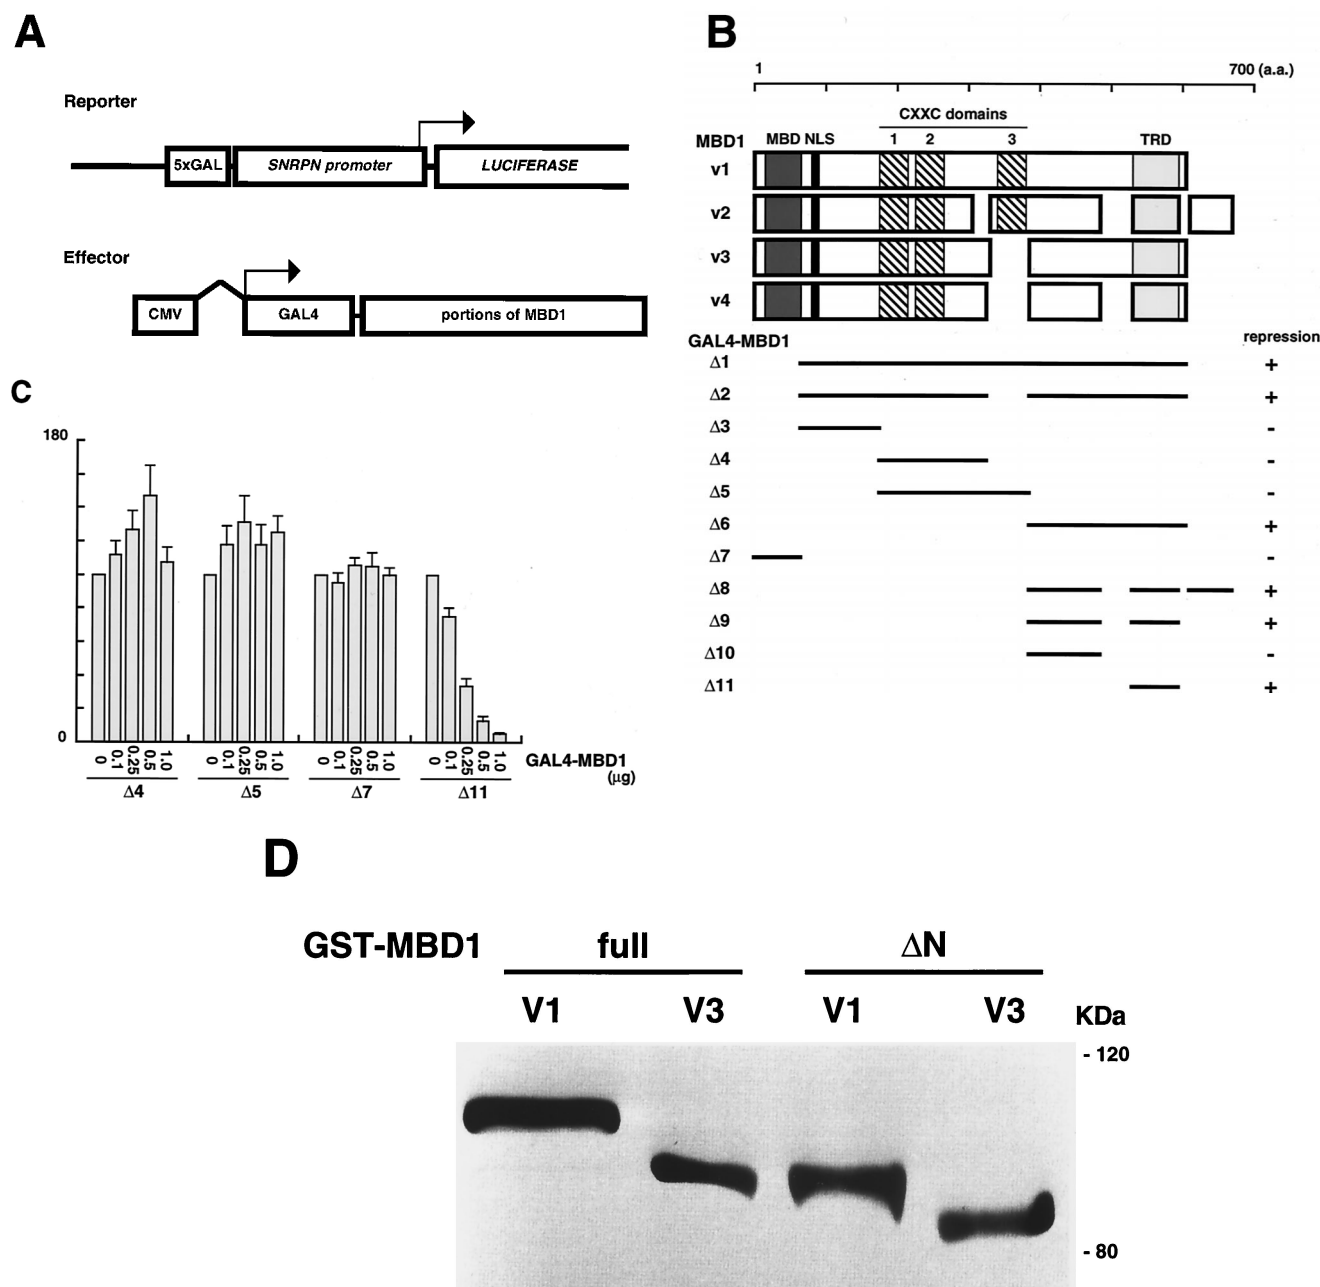 A
Reporter
5xGAL SNRPN promoter LUCIFERASE
Effector
CMV GAL4 portions of MBD1
B
1 700 (a.a.)
CXXC domains
MBD1 MBD NLS 1 2 3 TRD
v1
v2
v3
v4
GAL4-MBD1 repression
Δ1 +
Δ2 +
Δ3 -
Δ4 -
Δ5 -
Δ6 +
Δ7 -
Δ8 +
Δ9 +
Δ10 -
Δ11 +
C
180
0
0 0.1 0.25 0.5 1.0 0 0.1 0.25 0.5 1.0 0 0.1 0.25 0.5 1.0 0 0.1 0.25 0.5 1.0 GAL4-MBD1
(µg)
Δ4 Δ5 Δ7 Δ11
D
GST-MBD1 full ΔN
V1 V3 V1 V3 KDa
- 120
- 80